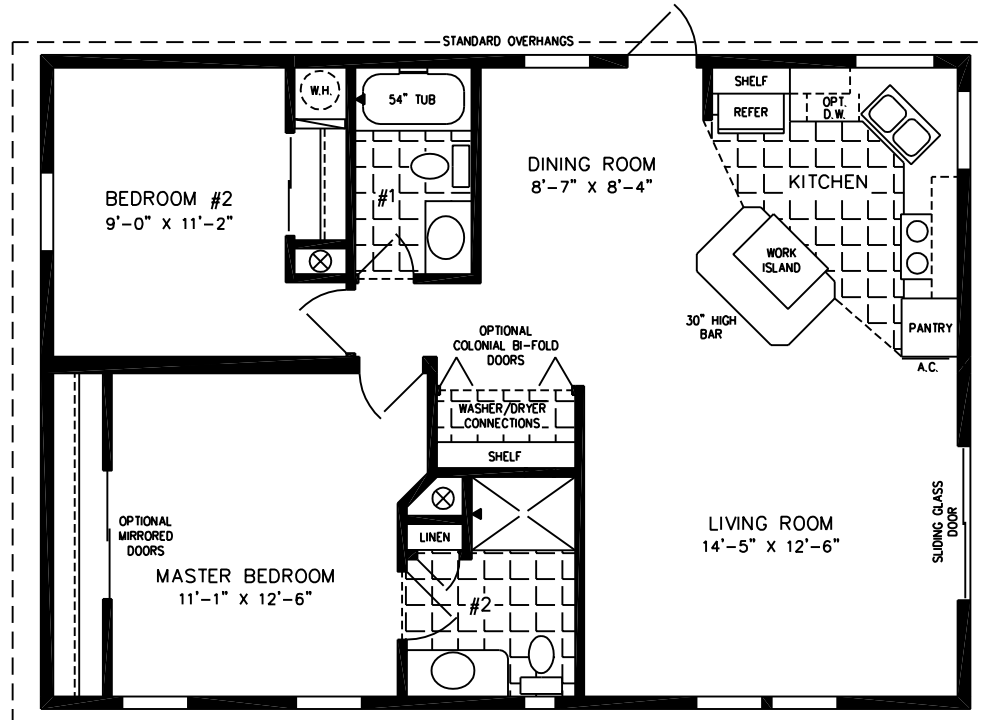 STANDARD OVERHANGS
W.H.
54" TUB
SHELF
REFER
OPT.
D.W.
DINING ROOM
8'-7" X 8'-4"
KITCHEN
BEDROOM #2
9'-0" X 11'-2"
#1
WORK
ISLAND
30" HIGH
BAR
PANTRY
A.C.
OPTIONAL
COLONIAL BI-FOLD
DOORS
WASHER/DRYER
CONNECTIONS
SHELF
OPTIONAL
MIRRORED
DOORS
LINEN
LIVING ROOM
14'-5" X 12'-6"
SLIDING GLASS
DOOR
MASTER BEDROOM
11'-1" X 12'-6"
#2